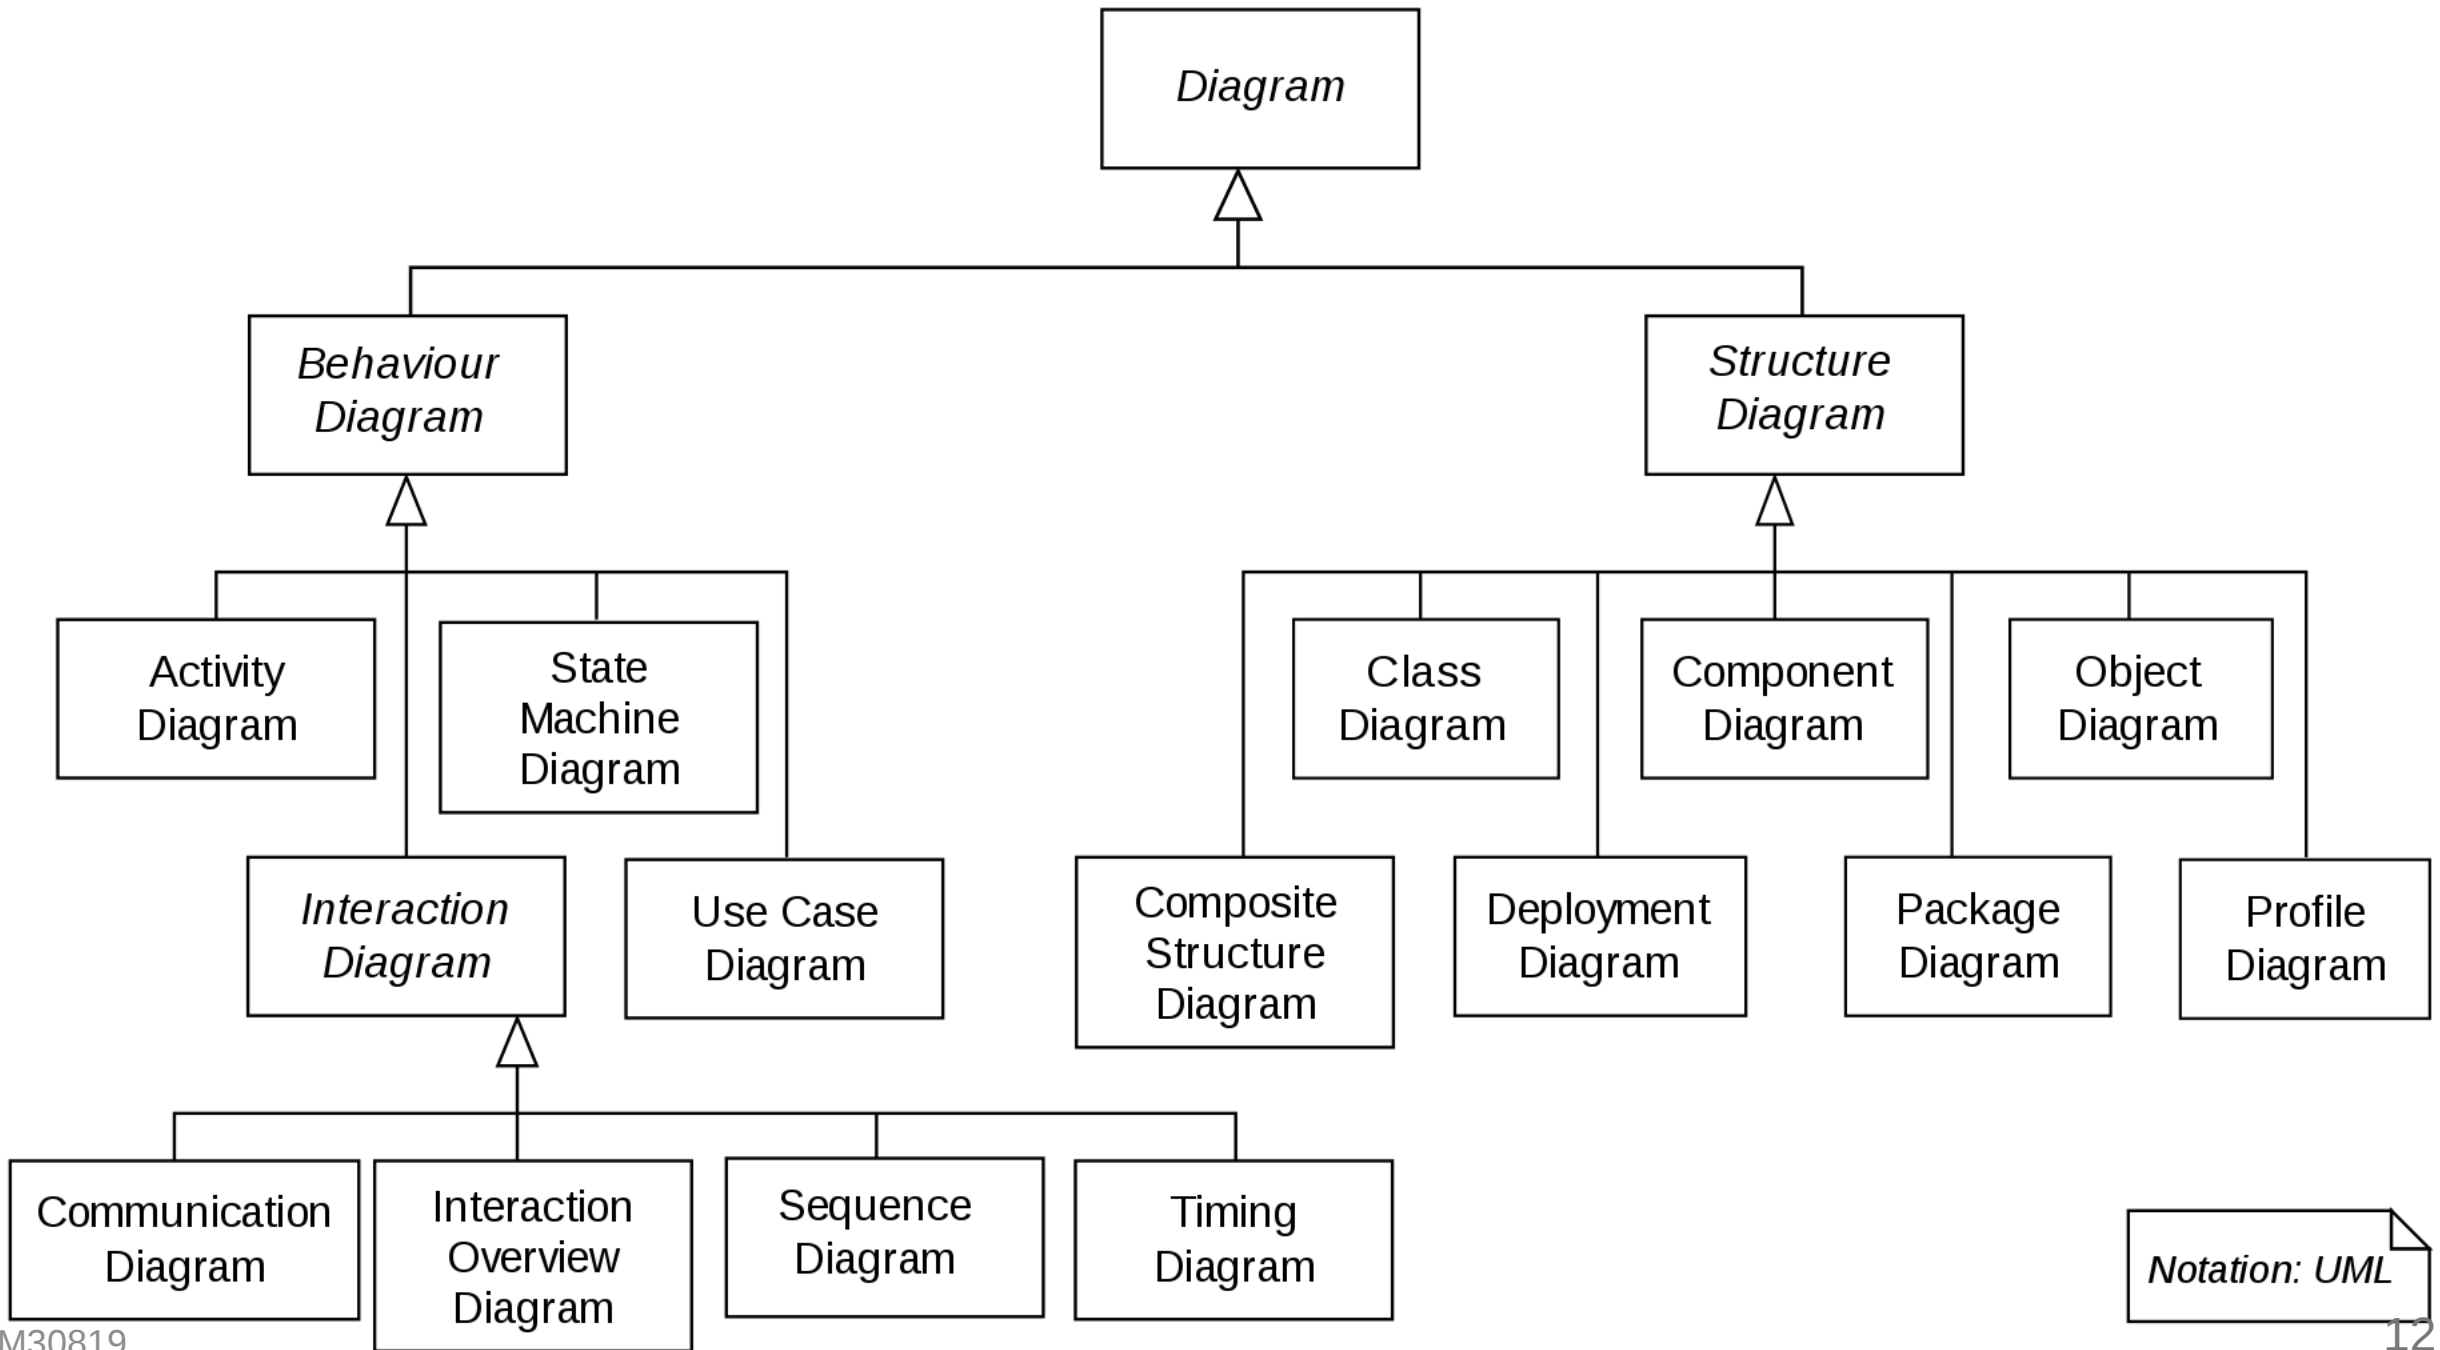 Diagram
Behaviour
Diagram
Structure
Diagram
Activity
Diagram
State
Machine
Diagram
Class
Diagram
Component
Diagram
Object
Diagram
Interaction
Diagram
Use Case
Diagram
Composite
Structure
Diagram
Deployment
Diagram
Package
Diagram
Profile
Diagram
Communication
Diagram
Interaction
Overview
Diagram
Sequence
Diagram
Timing
Diagram
Notation: UML
M30819
12